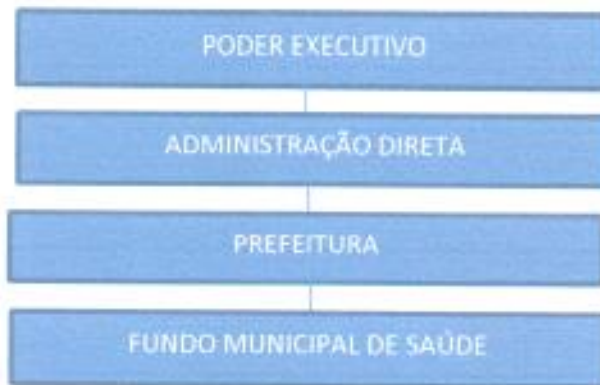 PODER EXECUTIVO
ADMINISTRAÇÃO DIRETA
PREFEITURA
FUNDO MUNICIPAL DE SAÚDE